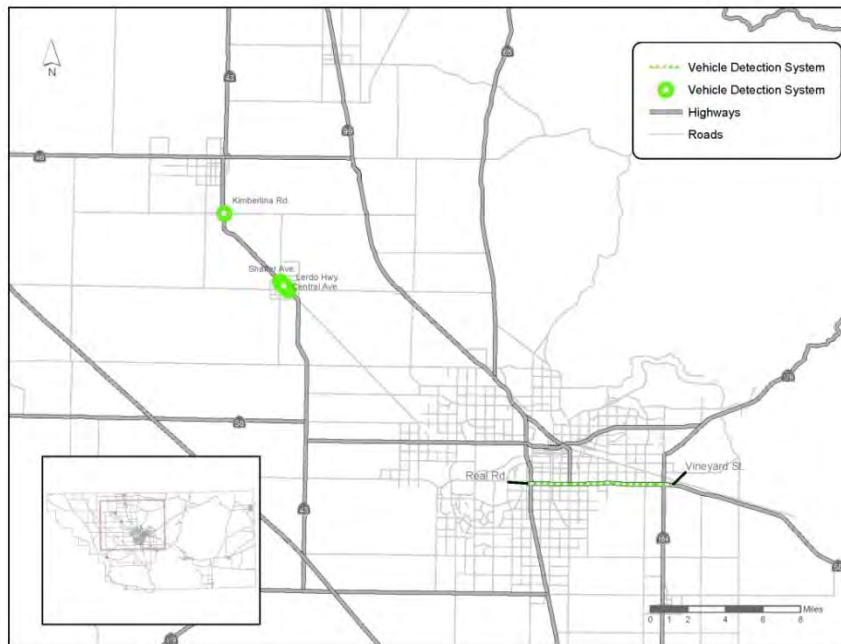 N
Vehicle Detection System
Vehicle Detection System
Highways
Roads
43
65
99
46
Kimberlina Rd.
Shafter Ave.
Lerdo Hwy.
Central Ave.
58
43
Real Rd
Vineyard St.
184
0 1 2 4 6 8
Miles